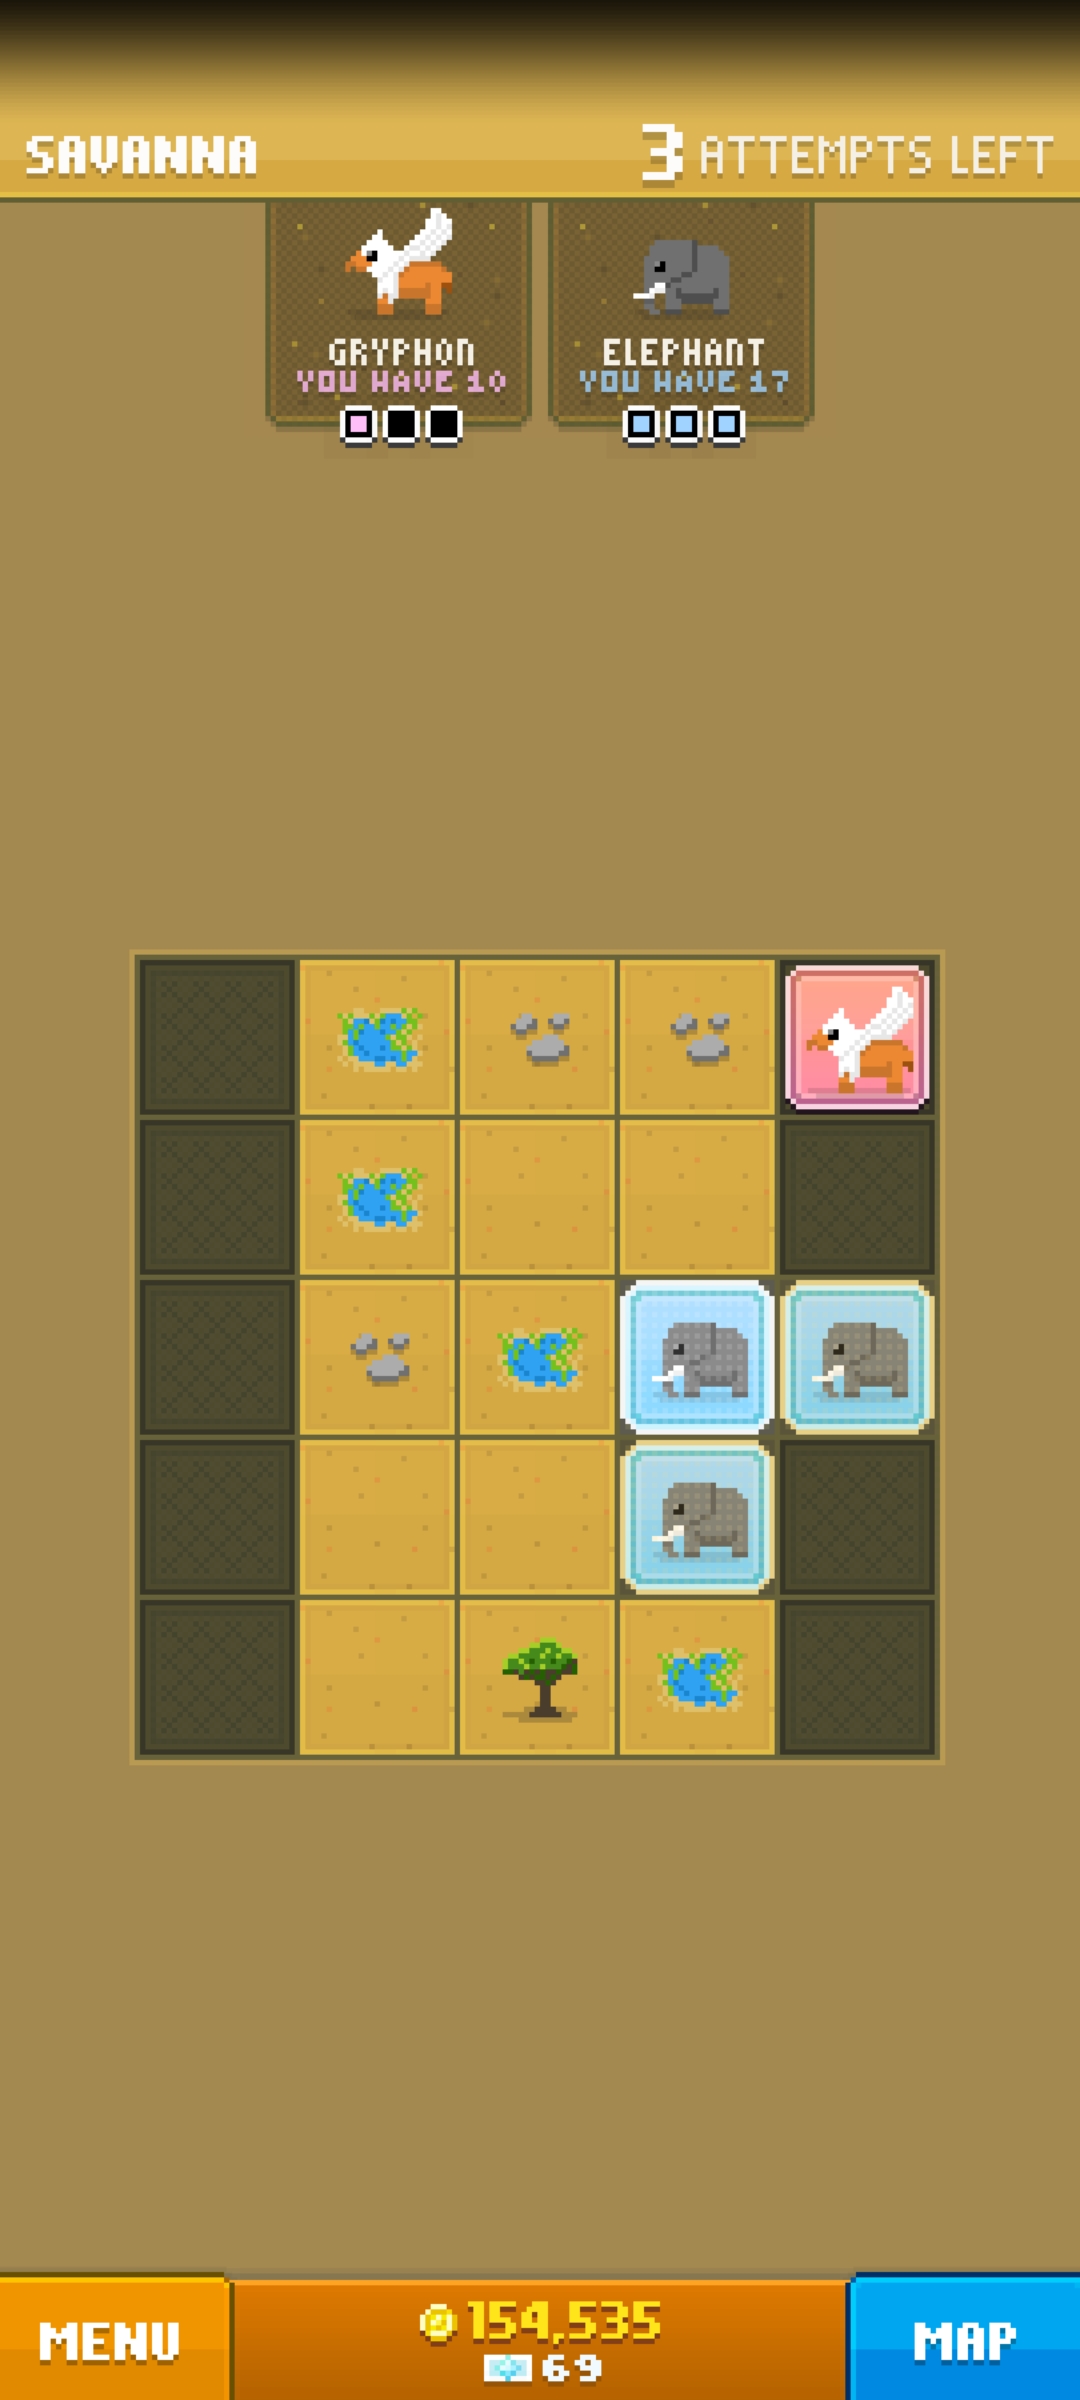 SAVANNA
3 ATTEMPTS LEFT
GRYPHON
YOU HAVE 10
ELEPHANT
YOU HAVE 17
MENU
154,535
69
MAP